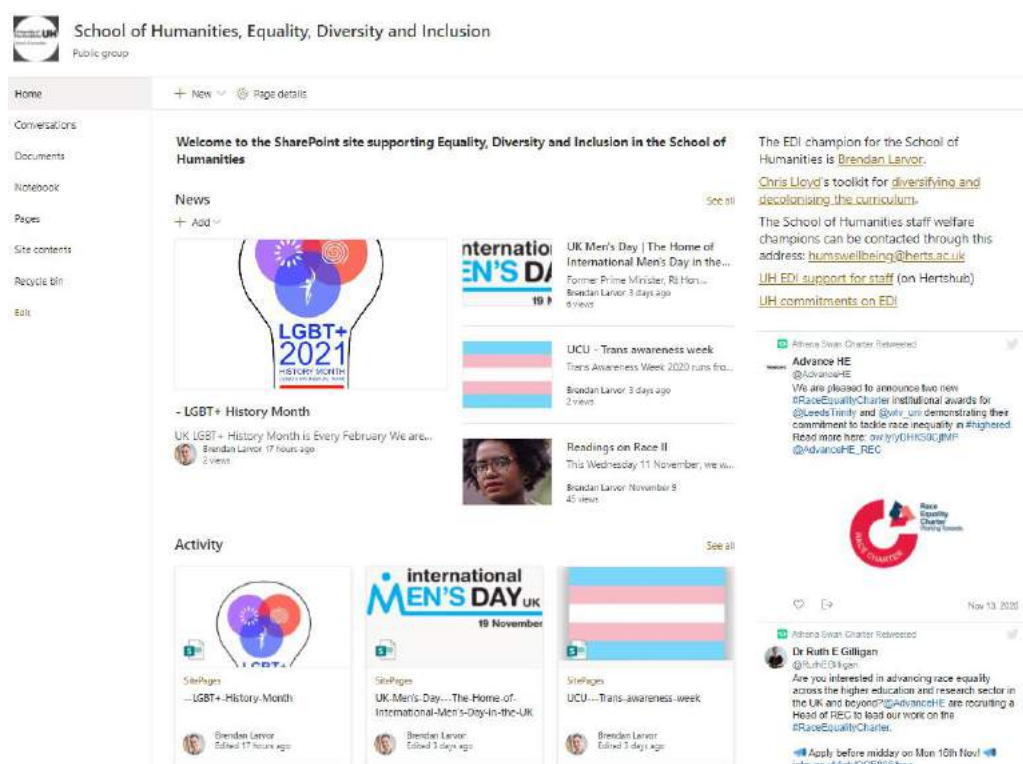 UH
School of Humanities, Equality, Diversity and Inclusion
Public group
Home
Conversations
Documents
Notebook
Pages
Site contents
Recycle bin
Edit
+ New
Page details
Welcome to the SharePoint site supporting Equality, Diversity and Inclusion in the School of
Humanities
News
See all
+ Add
LGBT+
2021
HISTORY MONTH
- LGBT+ History Month
UK LGBT+ History Month is Every February We are...
Brendan Larvor 17 hours ago
2 views
nternatio
EN'S DA
19 N
UK Men's Day | The Home of
International Men's Day in the...
Former Prime Minister, Rt Hon...
Brendan Larvor 3 days ago
6 views
UCU - Trans awareness week
Trans Awareness Week 2020 runs fro...
Brendan Larvor 3 days ago
2 views
Readings on Race II
This Wednesday 11 November, we w...
Brendan Larvor November 9
45 views
Activity
See all
LGBT+
SitePages
--LGBT+-History-Month
Brendan Larvor
Edited 17 hours ago
international
MEN'S DAY UK
19 November
SitePages
UK-Men's-Day---The-Home-of-
International-Men's-Day-in-the-UK
Brendan Larvor
Edited 3 days ago
SitePages
UCU---Trans-awareness-week
Brendan Larvor
Edited 3 days ago
The EDI champion for the School of
Humanities is Brendan Larvor.
Chris Lloyd's toolkit for diversifying and
decolonising the curriculum.
The School of Humanities staff welfare
champions can be contacted through this
address: humswellbeing@herts.ac.uk
UH EDI support for staff (on Hertshub)
UH commitments on EDI
Athena Swan Charter Retweeted
Advance HE
@AdvanceHE
We are pleased to announce two new
#RaceEqualityCharter institutional awards for
@LeedsTrinity and @wlv_uni demonstrating their
commitment to tackle race inequality in #highered.
Read more here:
@AdvanceHE_REC
Race
Equality
Charter
Working Towards
RACE CHARTER
Nov 13, 2020
Athena Swan Charter Retweeted
Dr Ruth E Gilligan
@RuthEGilligan
Are you interested in advancing race equality
across the higher education and research sector in
the UK and beyond?@AdvanceHE are recruiting a
Head of REC to lead our work on the
#RaceEqualityCharter.
Apply before midday on Mon 16th Nov!